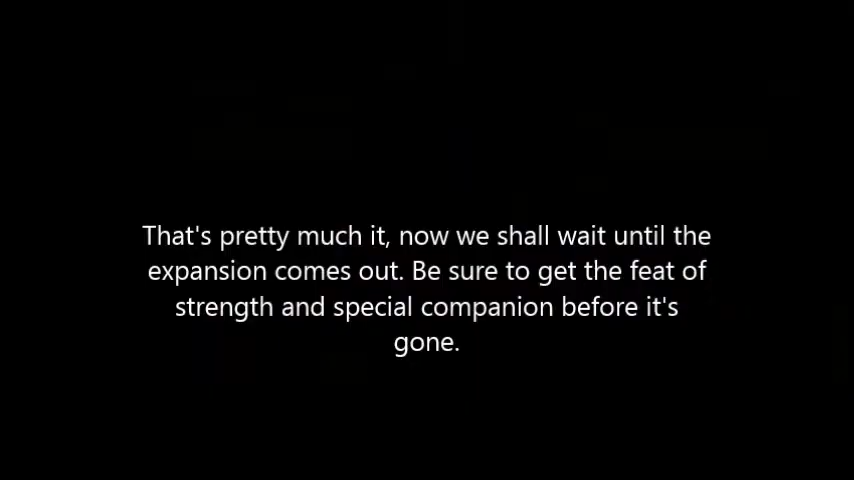 That's pretty much it, now we shall wait until the
expansion comes out. Be sure to get the feat of
strength and special companion before it's
gone.